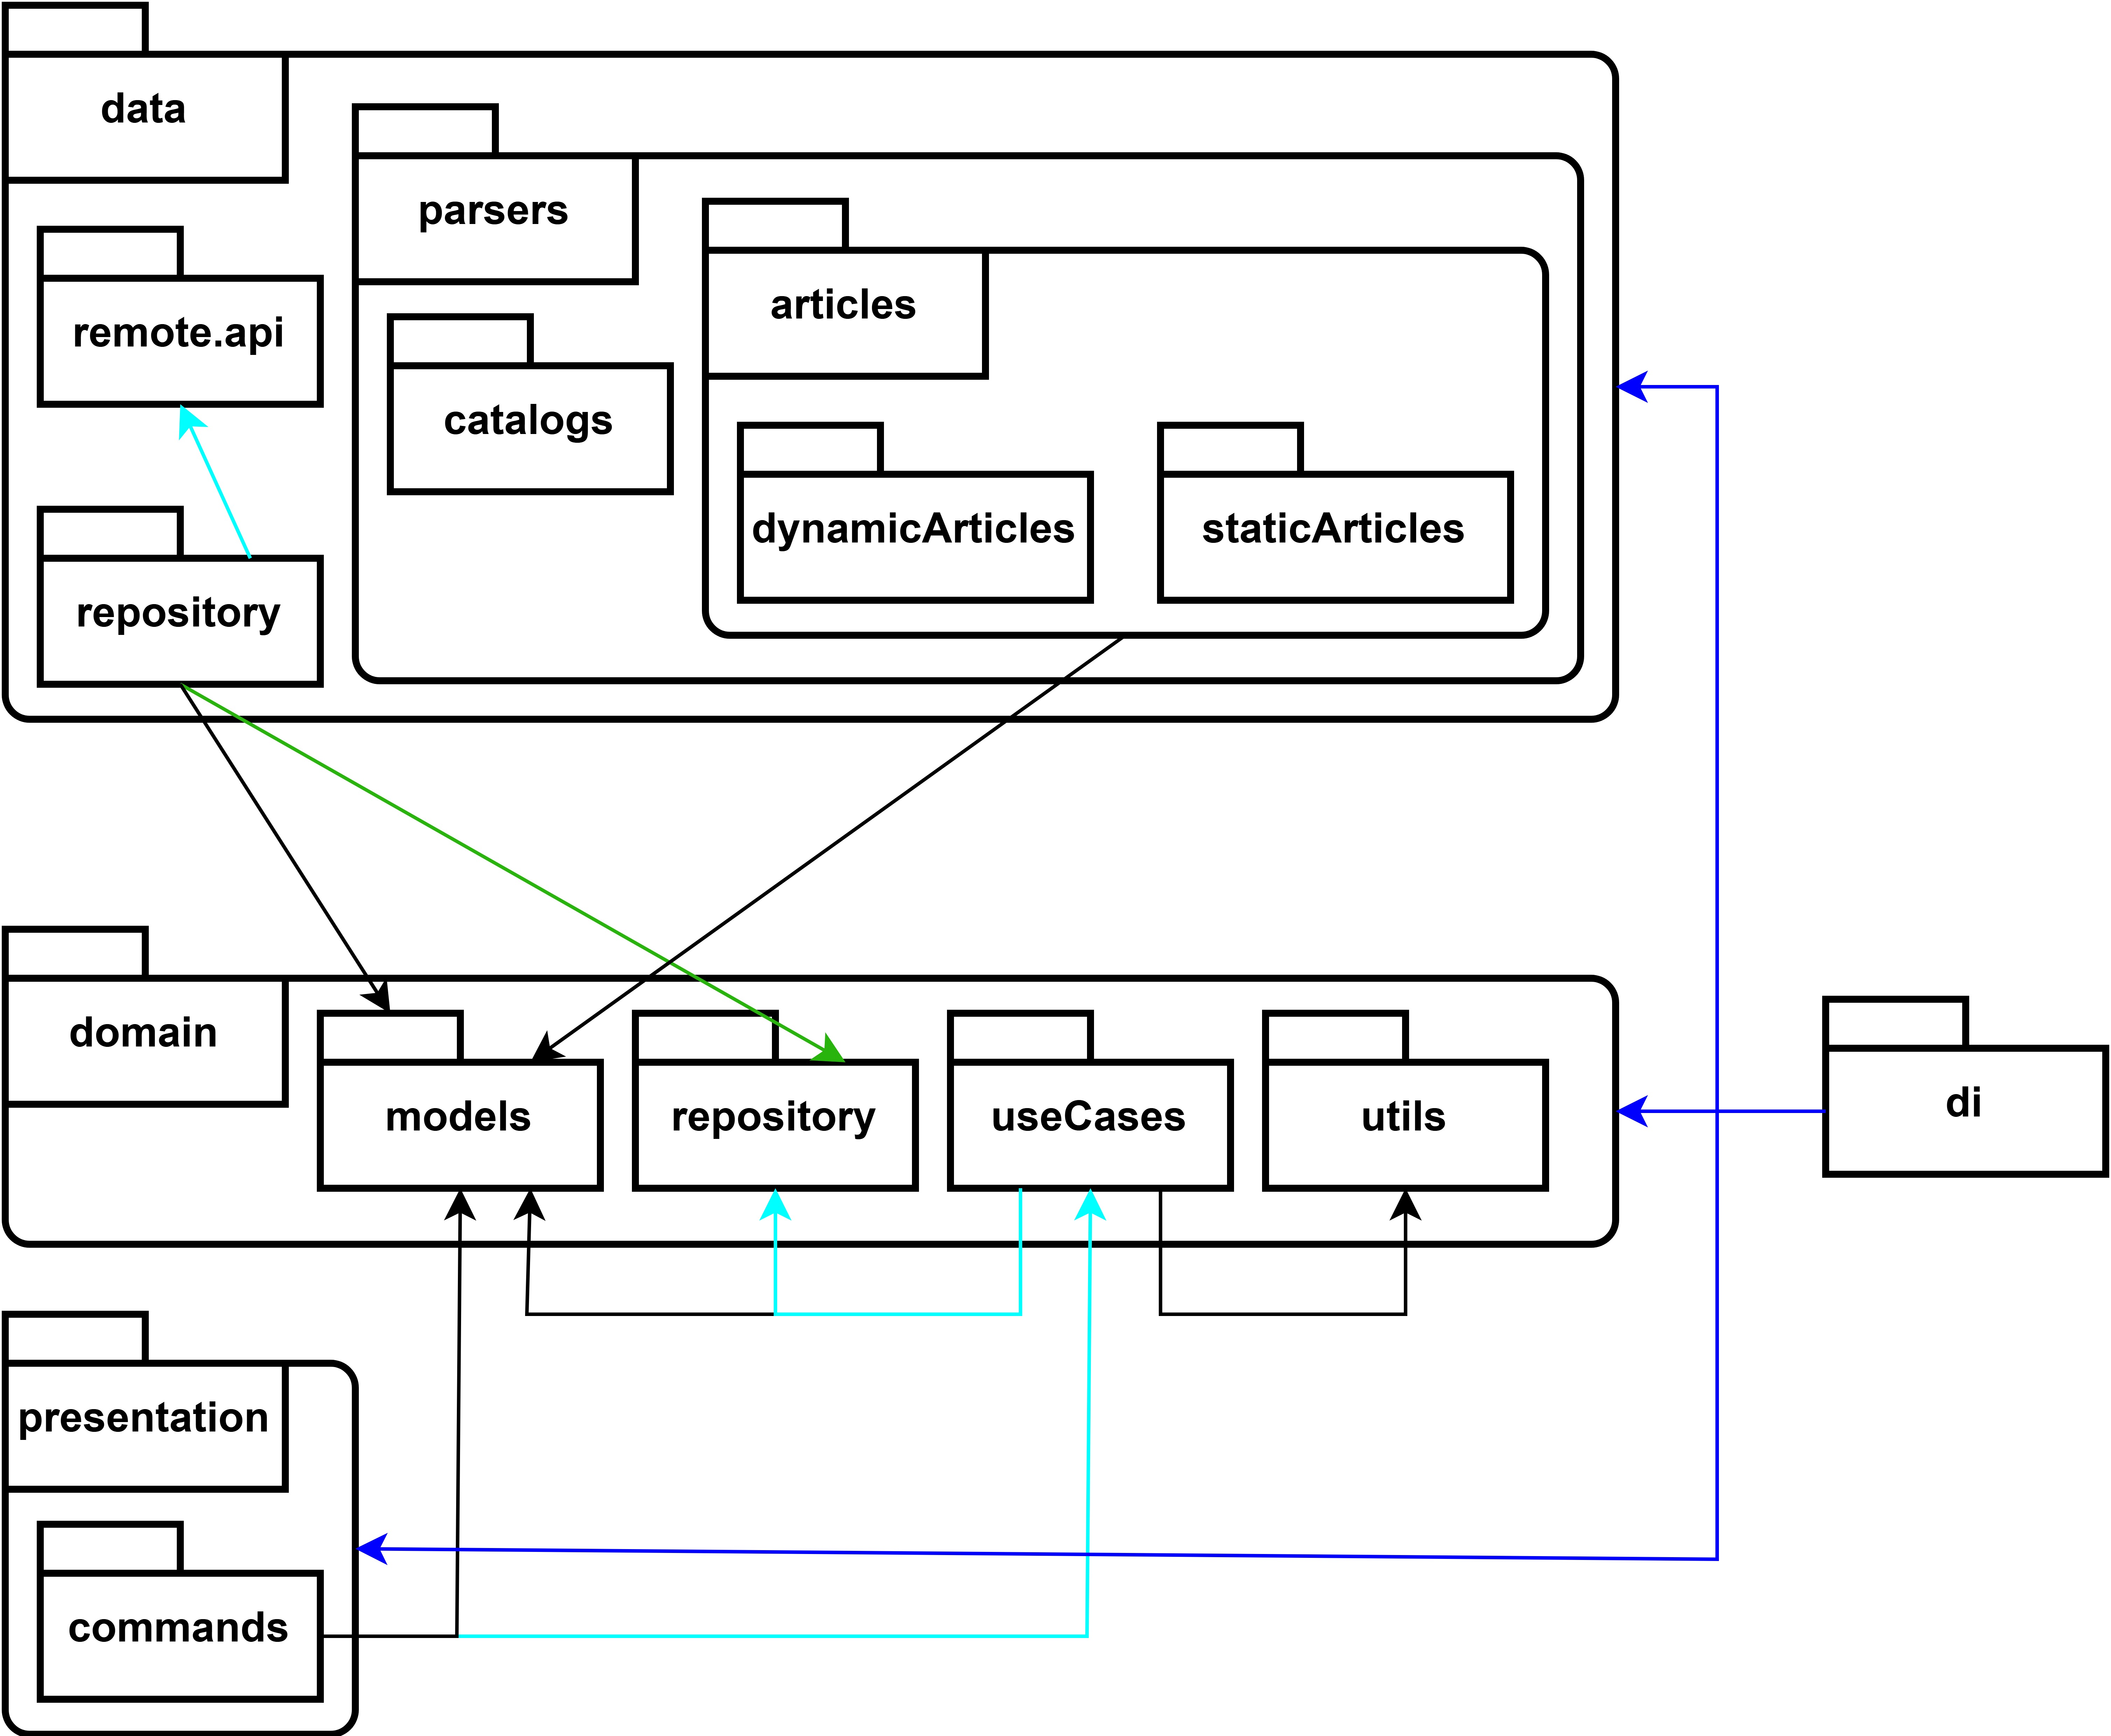 data
parsers
articles
remote.api
catalogs
dynamicArticles
staticArticles
repository
domain
models
repository
useCases
utils
di
presentation
commands